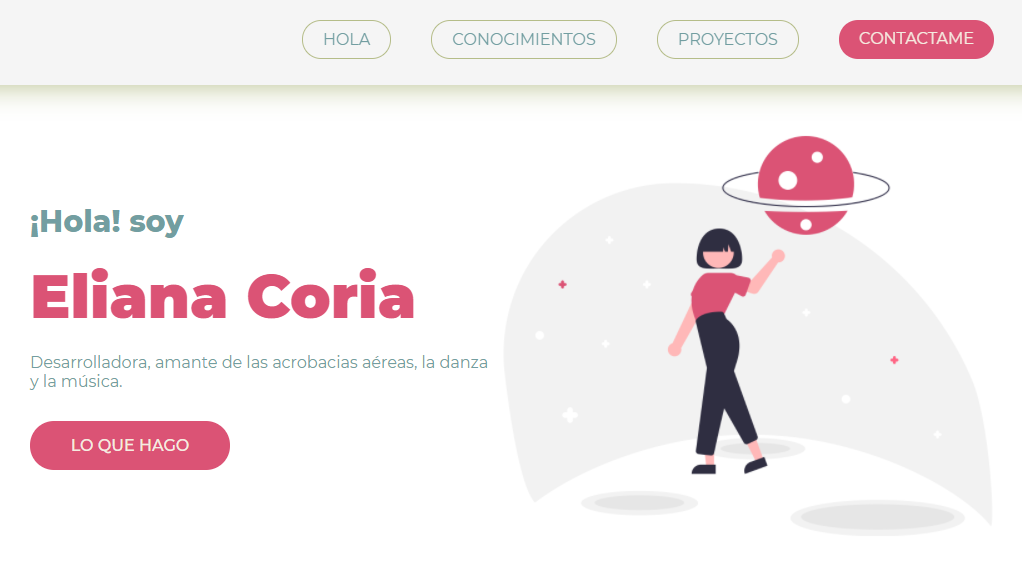 HOLA
CONOCIMIENTOS
PROYECTOS
CONTACTAME
¡Hola! soy
Eliana Coria
Desarrolladora, amante de las acrobacias aéreas, la danza
y la música.
LO QUE HAGO